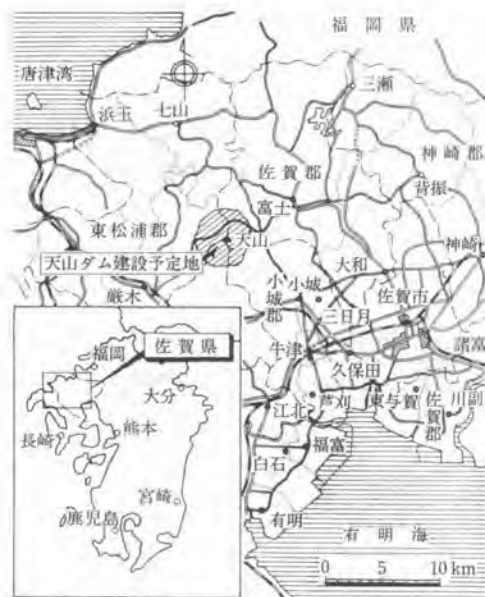 福岡県
唐津湾
三瀬
浜玉
七山
神崎郡
佐賀郡
背振
富士
東松浦郡
天山
神崎
天山ダム建設予定地
大和
厳木
小城郡
小城
佐賀市
三日月
諸富
牛津
久保田
江北
芦刈
東与賀
佐賀郡
川副
福富
白石
有明
有明海
0 5 10 km
佐賀県
福岡
大分
長崎
熊本
宮崎
鹿児島